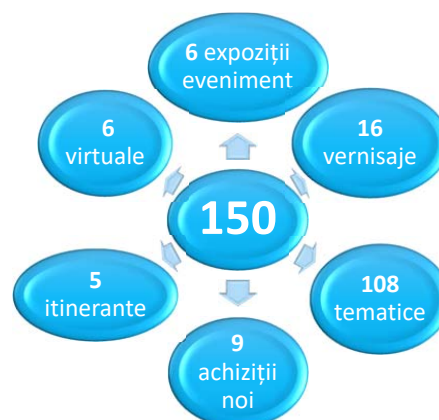 6 expoziții
eveniment
6
virtuale
16
vernisaje
150
5
itinerante
108
tematice
9
achiziții
noi